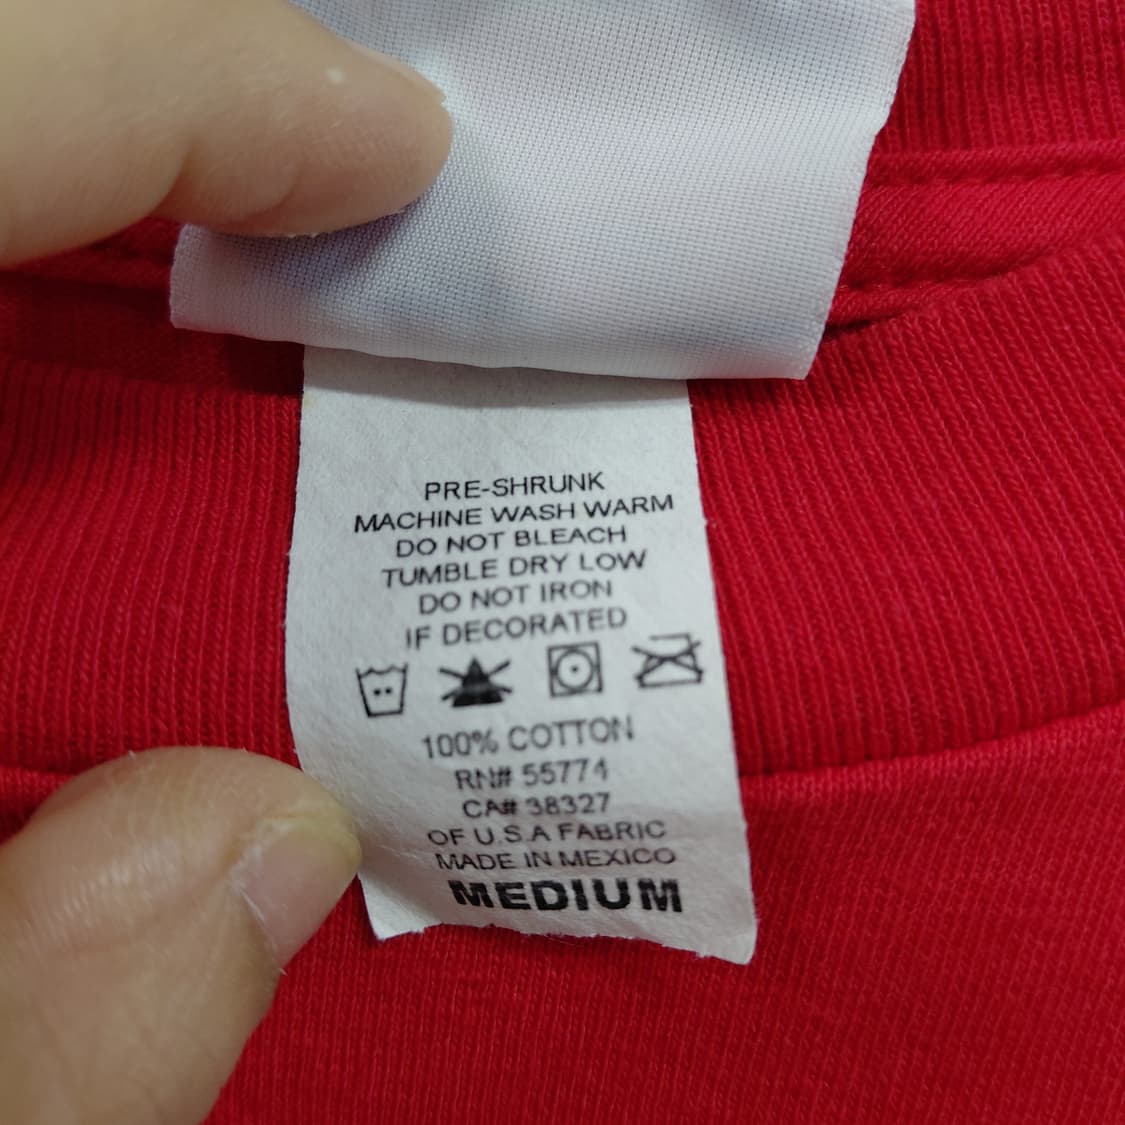 PRE-SHRUNK
MACHINE WASH WARM
DO NOT BLEACH
TUMBLE DRY LOW
DO NOT IRON
IF DECORATED
100% COTTON
RN# 55774
CA# 38327
OF U.S.A FABRIC
MADE IN MEXICO
MEDIUM